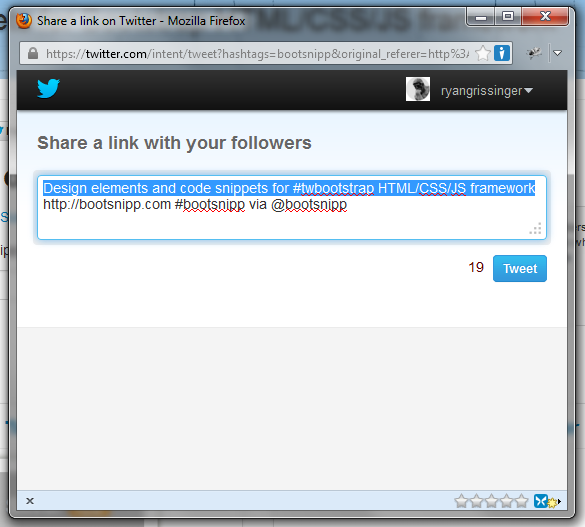 Share a link on Twitter - Mozilla Firefox
https://twitter.com/intent/tweet?hashtags=bootsnipp&original_referer=http%3A
ryangrissinger
Share a link with your followers
Design elements and code snippets for #twbootstrap HTML/CSS/JS framework
http://bootsnipp.com #bootsnipp via @bootsnipp
19
Tweet